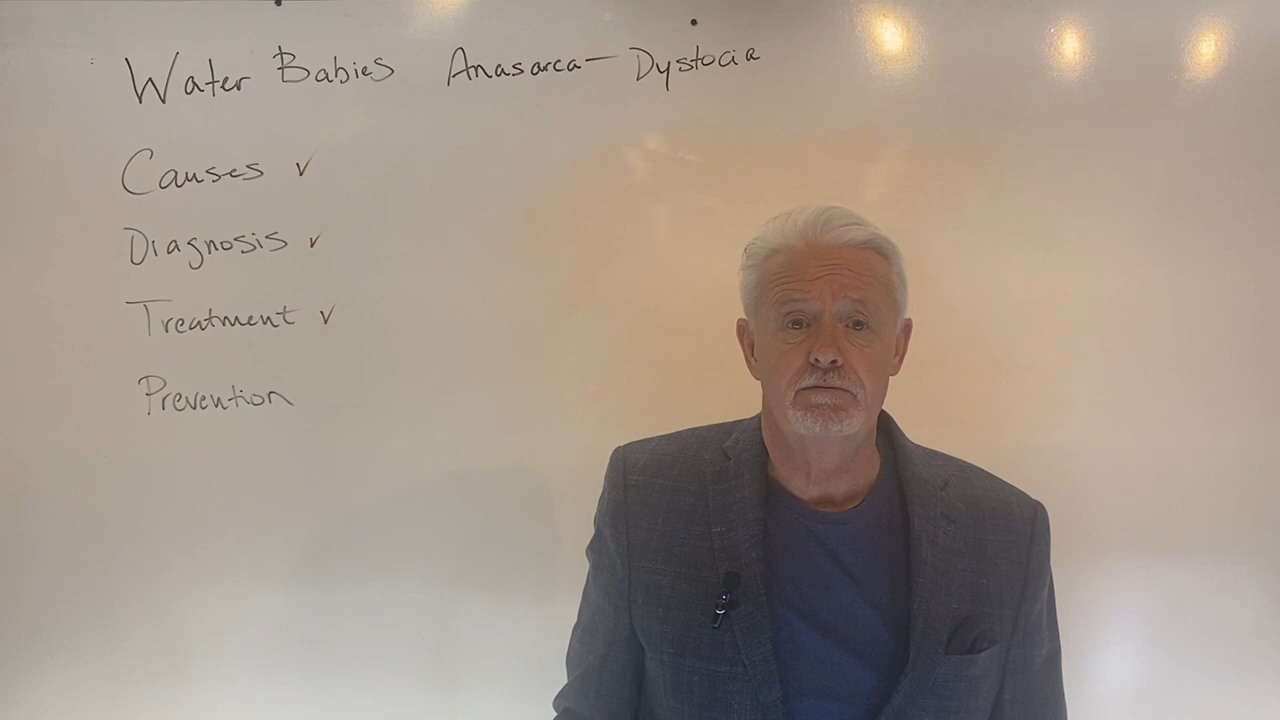 Water Babies Anasarca— Dystocia
Causes ✓
Diagnosis ✓
Treatment ✓
Prevention